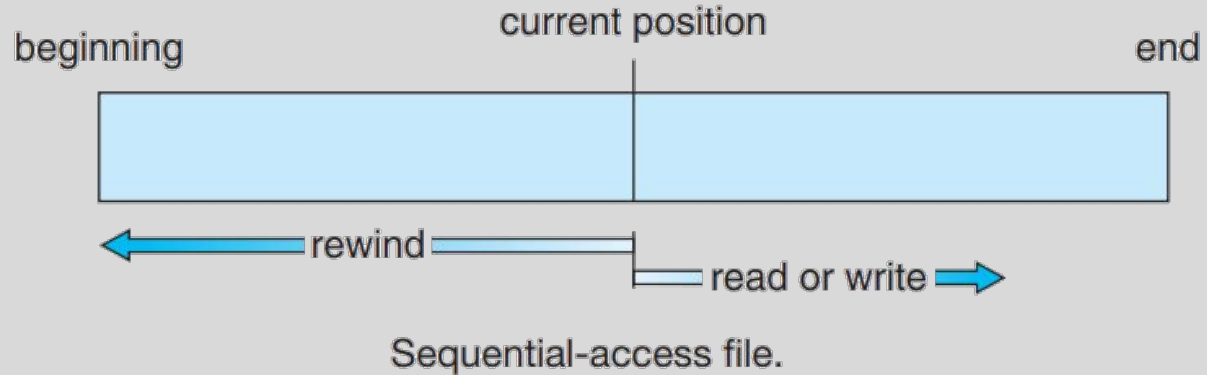 current position
beginning
end
rewind
read or write
Sequential-access file.